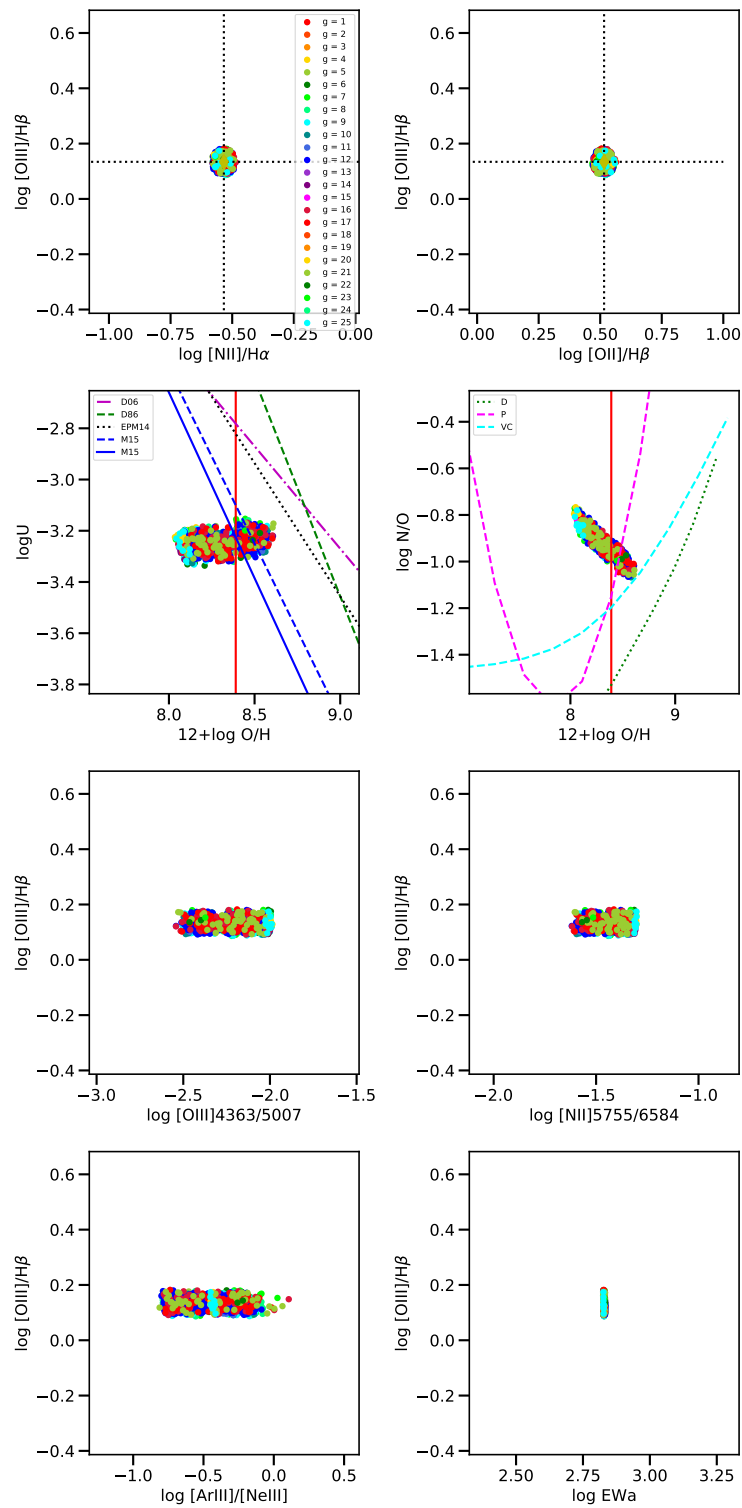 0.6
0.4
0.2
0.0
−0.2
−0.4
log [OIII]/Hβ
−1.00 −0.75 −0.50 −0.25 0.00
log [NII]/Hα
g = 1
g = 2
g = 3
g = 4
g = 5
g = 6
g = 7
g = 8
g = 9
g = 10
g = 11
g = 12
g = 13
g = 14
g = 15
g = 16
g = 17
g = 18
g = 19
g = 20
g = 21
g = 22
g = 23
g = 24
g = 25
0.6
0.4
0.2
0.0
−0.2
−0.4
log [OIII]/Hβ
0.00 0.25 0.50 0.75 1.00
log [OII]/Hβ
−2.8
−3.0
−3.2
−3.4
−3.6
−3.8
logU
8.0 8.5 9.0
12+log O/H
D06
D86
EPM14
M15
M15
−0.4
−0.6
−0.8
−1.0
−1.2
−1.4
log N/O
8 9
12+log O/H
D
P
VC
0.6
0.4
0.2
0.0
−0.2
−0.4
log [OIII]/Hβ
−3.0 −2.5 −2.0 −1.5
log [OIII]4363/5007
0.6
0.4
0.2
0.0
−0.2
−0.4
log [OIII]/Hβ
−2.0 −1.5 −1.0
log [NII]5755/6584
0.6
0.4
0.2
0.0
−0.2
−0.4
log [OIII]/Hβ
−1.0 −0.5 0.0 0.5
log [ArIII]/[NeIII]
0.6
0.4
0.2
0.0
−0.2
−0.4
log [OIII]/Hβ
2.50 2.75 3.00 3.25
log EWa